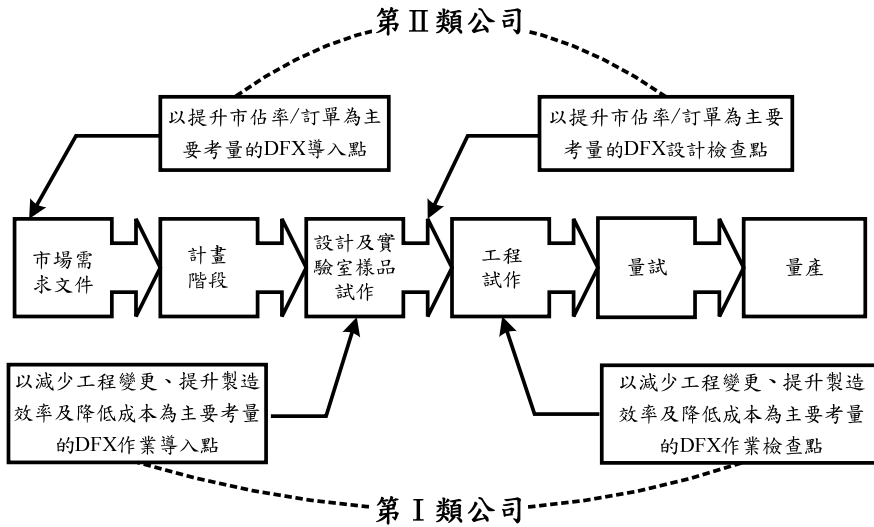 第Ⅱ類公司
以提升市佔率/訂單為主
要考量的DFX導入點
以提升市佔率/訂單為主要
考量的DFX設計檢查點
市場需
求文件
計畫
階段
設計及實
驗室樣品
試作
工程
試作
量試
量產
以減少工程變更、提升製造
效率及降低成本為主要考量
的DFX作業導入點
以減少工程變更、提升製造
效率及降低成本為主要考量
的DFX作業檢查點
第Ⅰ類公司